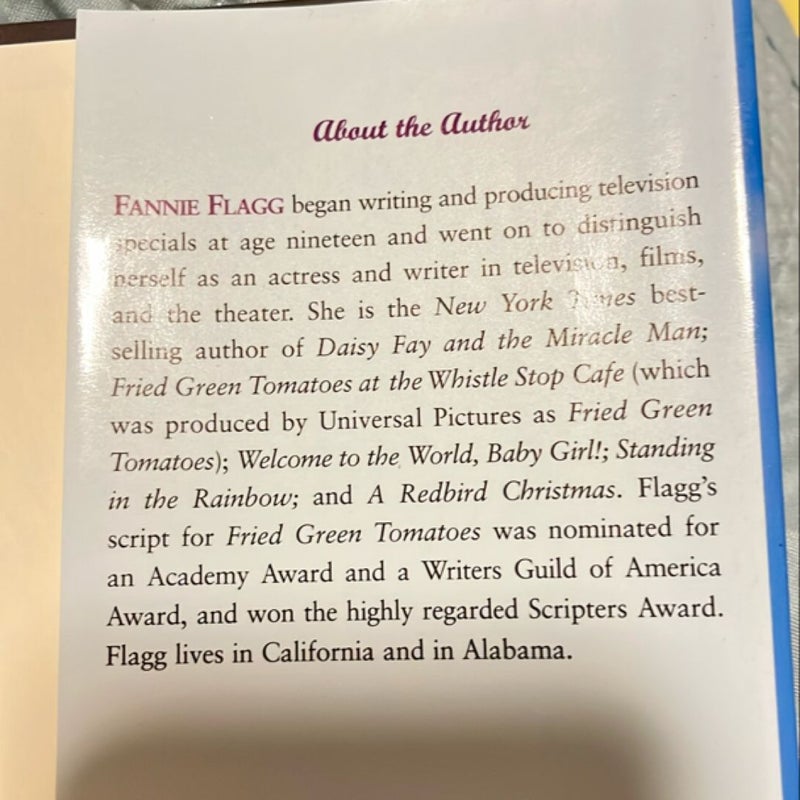 About the Author
FANNIE FLAGG began writing and producing television
specials at age nineteen and went on to distinguish
herself as an actress and writer in television, films,
and the theater. She is the New York Times best-
selling author of Daisy Fay and the Miracle Man;
Fried Green Tomatoes at the Whistle Stop Cafe (which
was produced by Universal Pictures as Fried Green
Tomatoes); Welcome to the World, Baby Girl!; Standing
in the Rainbow; and A Redbird Christmas. Flagg's
script for Fried Green Tomatoes was nominated for
an Academy Award and a Writers Guild of America
Award, and won the highly regarded Scripters Award.
Flagg lives in California and in Alabama.